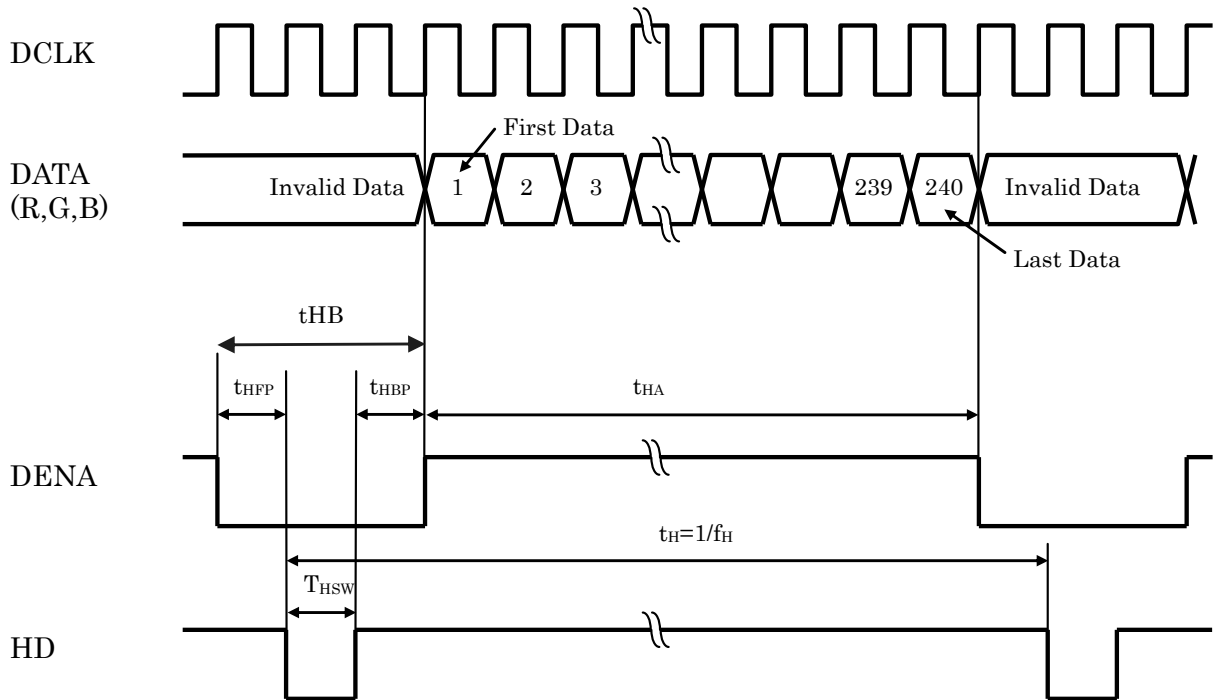 DCLK
First Data
DATA
(R,G,B)
Invalid Data 1 2 3 239 240 Invalid Data
Last Data
tHB
tHFP tHBP tHA
DENA
tH=1/fH
THSW
HD